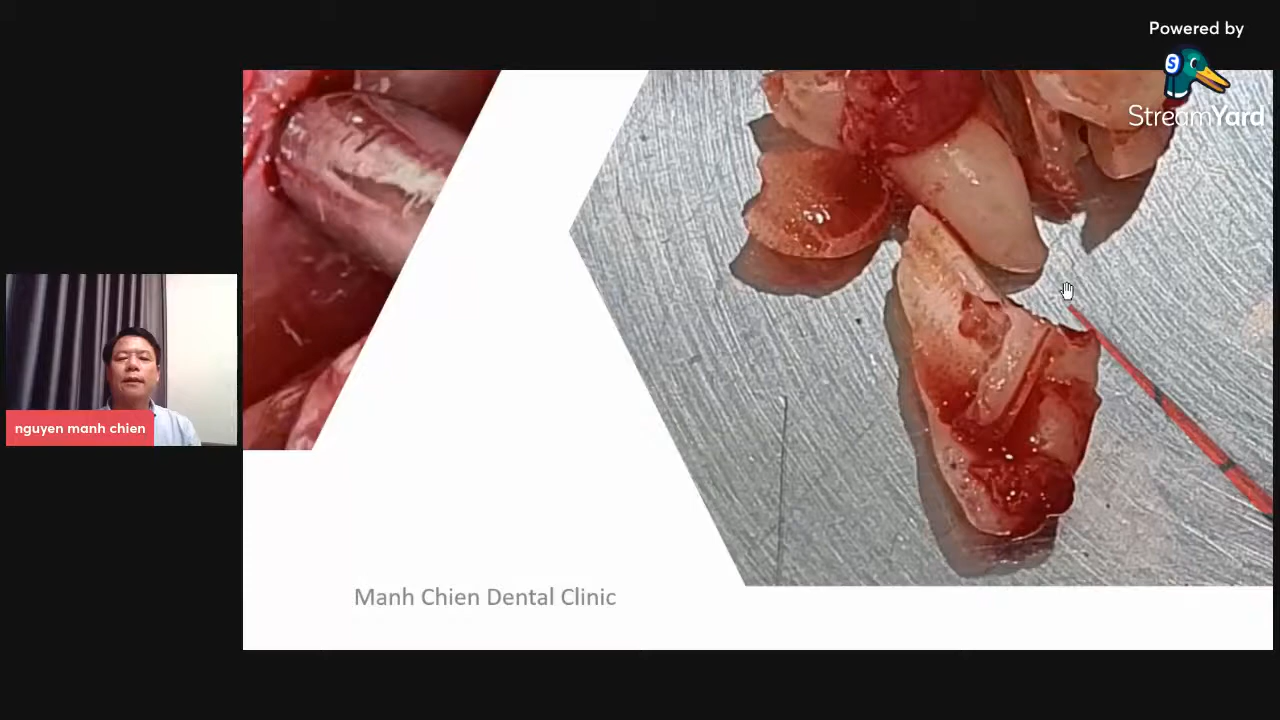 Powered by
S
StreamYard
nguyen manh chien
Manh Chien Dental Clinic